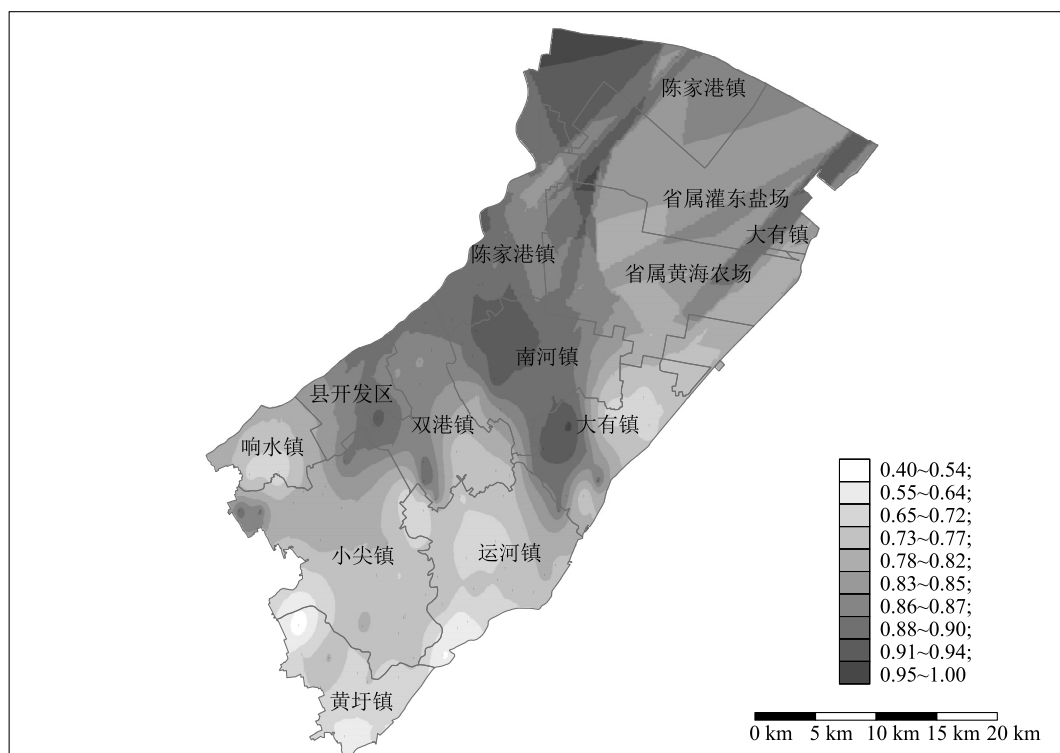 陈家港镇
省属灌东盐场
大有镇
陈家港镇
省属黄海农场
南河镇
县开发区
双港镇
大有镇
响水镇
小尖镇
运河镇
黄圩镇
0.40~0.54;
0.55~0.64;
0.65~0.72;
0.73~0.77;
0.78~0.82;
0.83~0.85;
0.86~0.87;
0.88~0.90;
0.91~0.94;
0.95~1.00
0 km 5 km 10 km 15 km 20 km